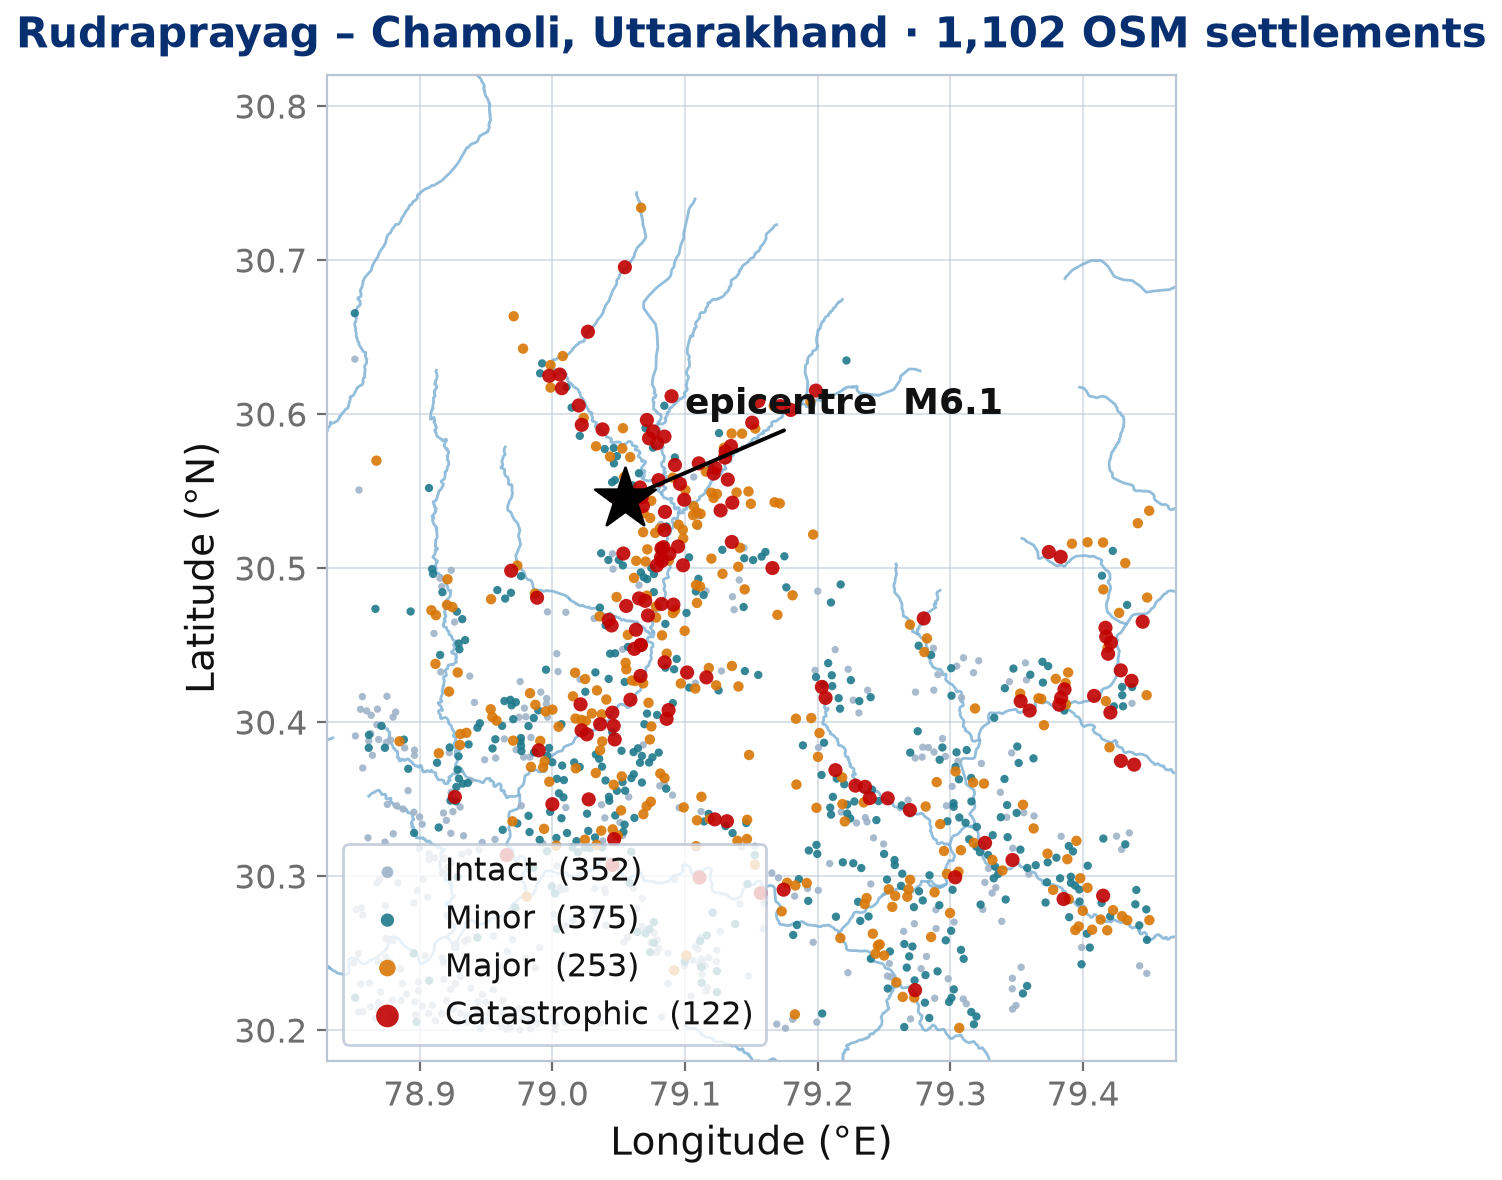 Rudraprayag – Chamoli, Uttarakhand · 1,102 OSM settlements
30.8
30.7
30.6
30.5
30.4
30.3
30.2
Latitude (°N)
epicentre M6.1
Intact (352)
Minor (375)
Major (253)
Catastrophic (122)
78.9 79.0 79.1 79.2 79.3 79.4
Longitude (°E)